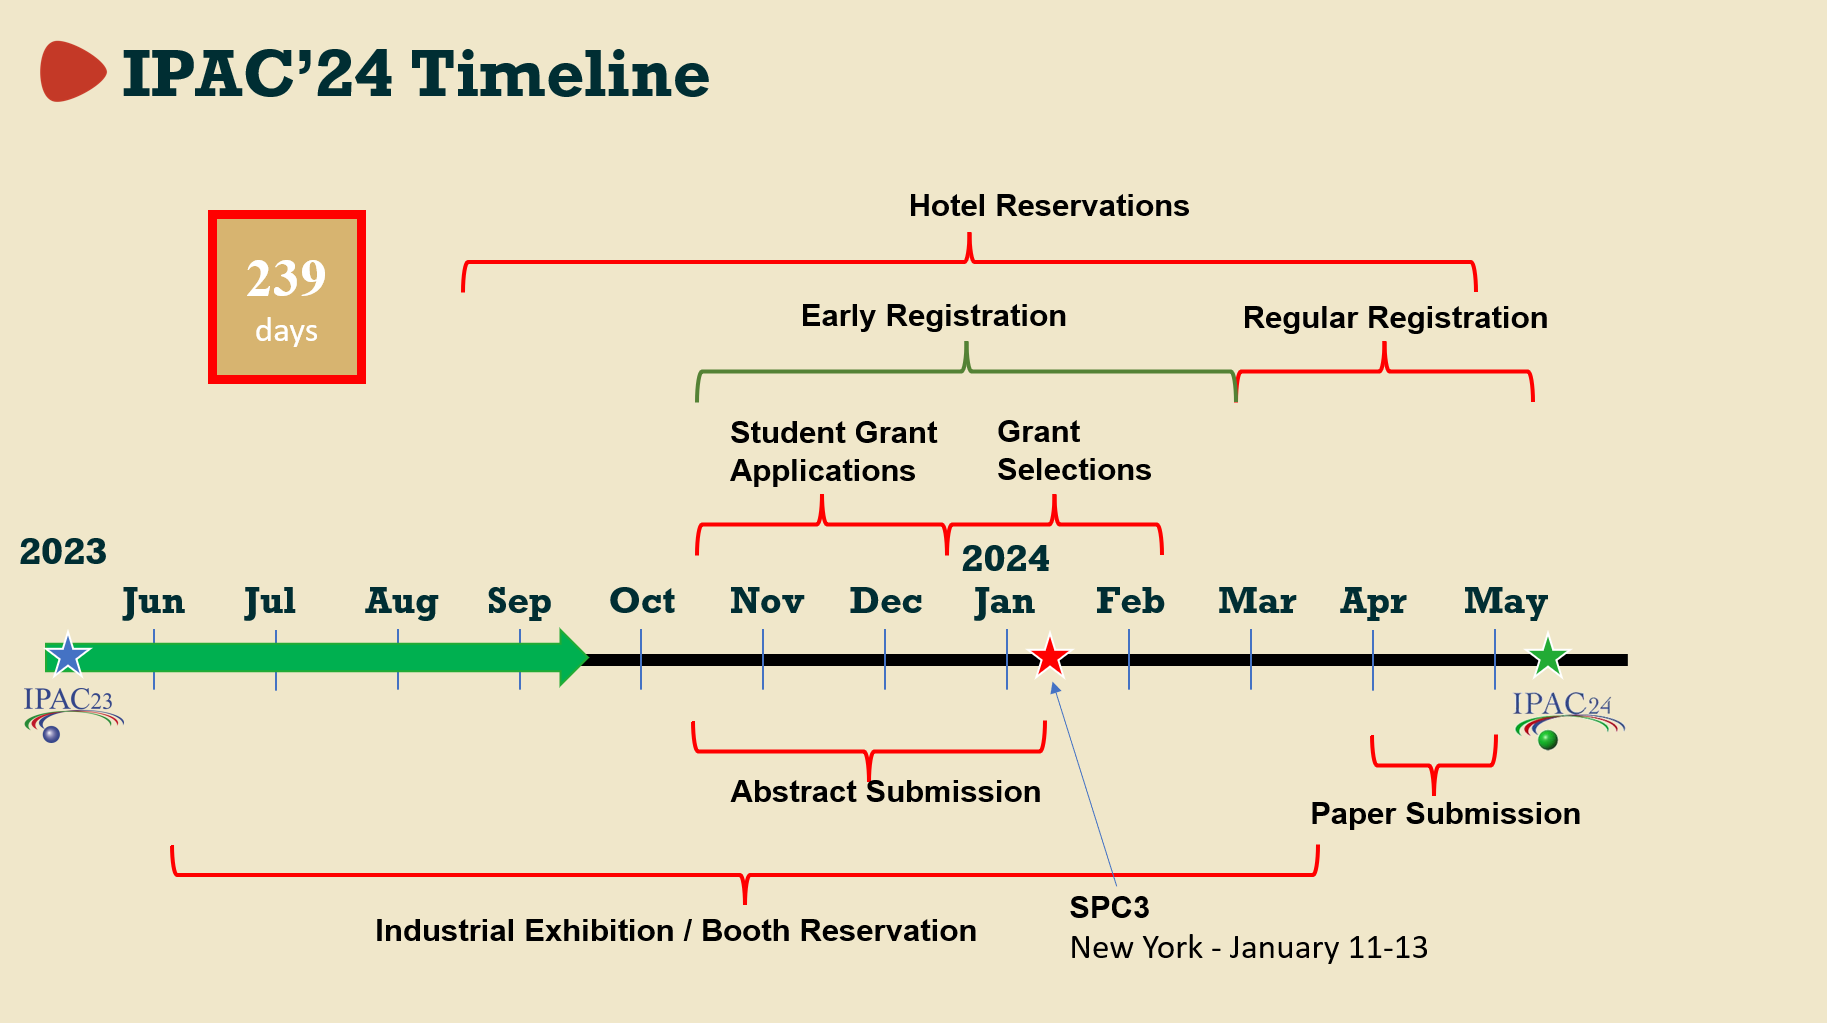 IPAC’24 Timeline
239
days
Hotel Reservations
Early Registration
Regular Registration
Student Grant
Applications
Grant
Selections
2023
2024
Jun Jul Aug Sep Oct Nov Dec Jan Feb Mar Apr May
IPAC23
IPAC24
Abstract Submission
Paper Submission
Industrial Exhibition / Booth Reservation
SPC3
New York - January 11-13